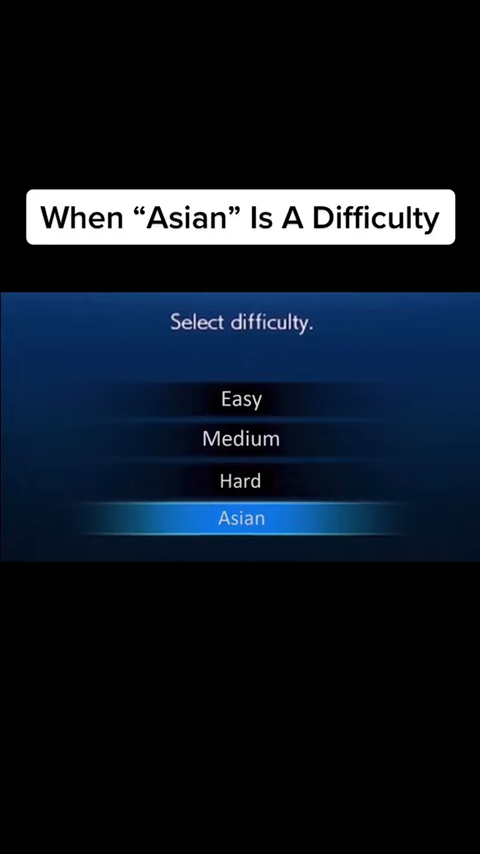 When “Asian” Is A Difficulty
Select difficulty.
Easy
Medium
Hard
Asian